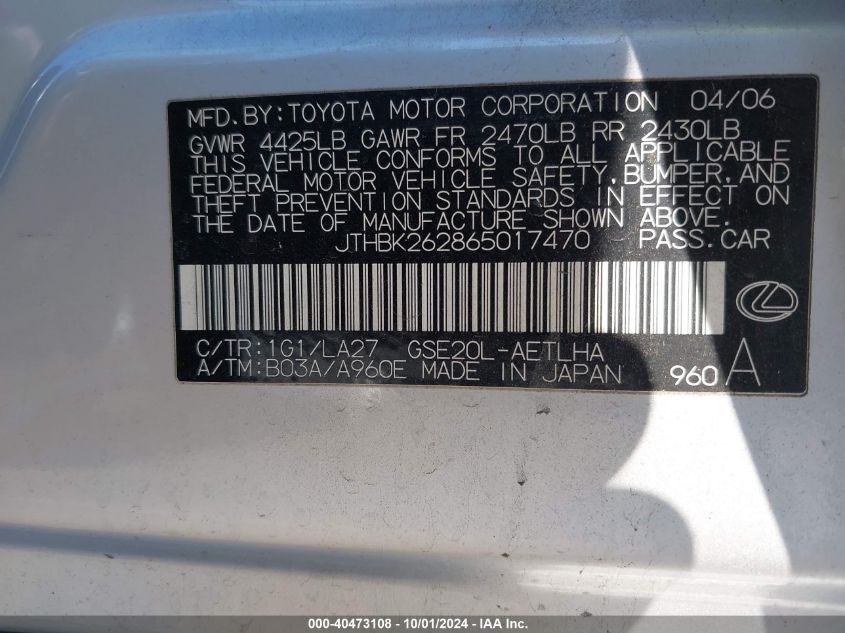 MFD.BY:TOYOTA MOTOR CORPORATION 04/06
GVWR 4425LB GAWR FR 2470LB RR 2430LB
THIS VEHICLE CONFORMS TO ALL APPLICABLE
FEDERAL MOTOR VEHICLE SAFETY,BUMPER,AND
THEFT PREVENTION STANDARDS IN EFFECT ON
THE DATE OF MANUFACTURE SHOWN ABOVE.
JTHBK262865017470 PASS.CAR
C/TR:1G1/LA27 GSE20L-AETLHA
A/TM:B03A/A960E MADE IN JAPAN 960 A
000-40473108 - 10/01/2024 - IAA Inc.